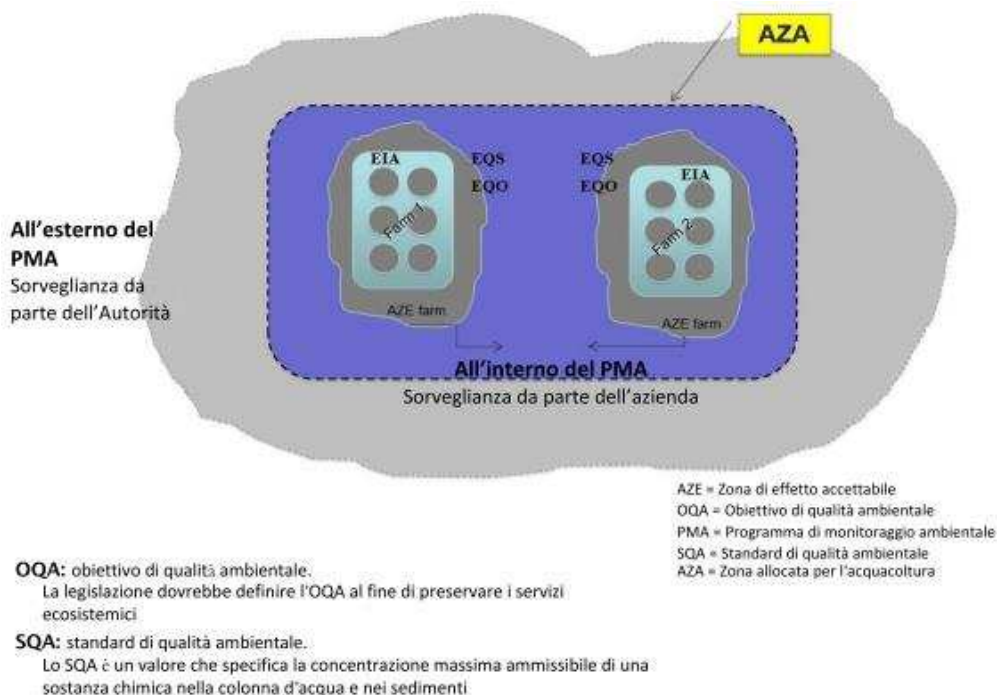 AZA
EIA
EQS
EQO
Farm 1
AZE farm
EQS
EQO
EIA
Farm 2
AZE farm
All'esterno del
PMA
Sorveglianza da
parte dell'Autorità
All'interno del PMA
Sorveglianza da parte dell'azienda
AZE = Zona di effetto accettabile
OQA = Obiettivo di qualità ambientale
PMA = Programma di monitoraggio ambientale
SQA = Standard di qualità ambientale
AZA = Zona allocata per l'acquacoltura
OQA: obiettivo di qualità ambientale.
La legislazione dovrebbe definire l'OQA al fine di preservare i servizi
ecosistemici
SQA: standard di qualità ambientale.
Lo SQA è un valore che specifica la concentrazione massima ammissibile di una
sostanza chimica nella colonna d'acqua e nei sedimenti